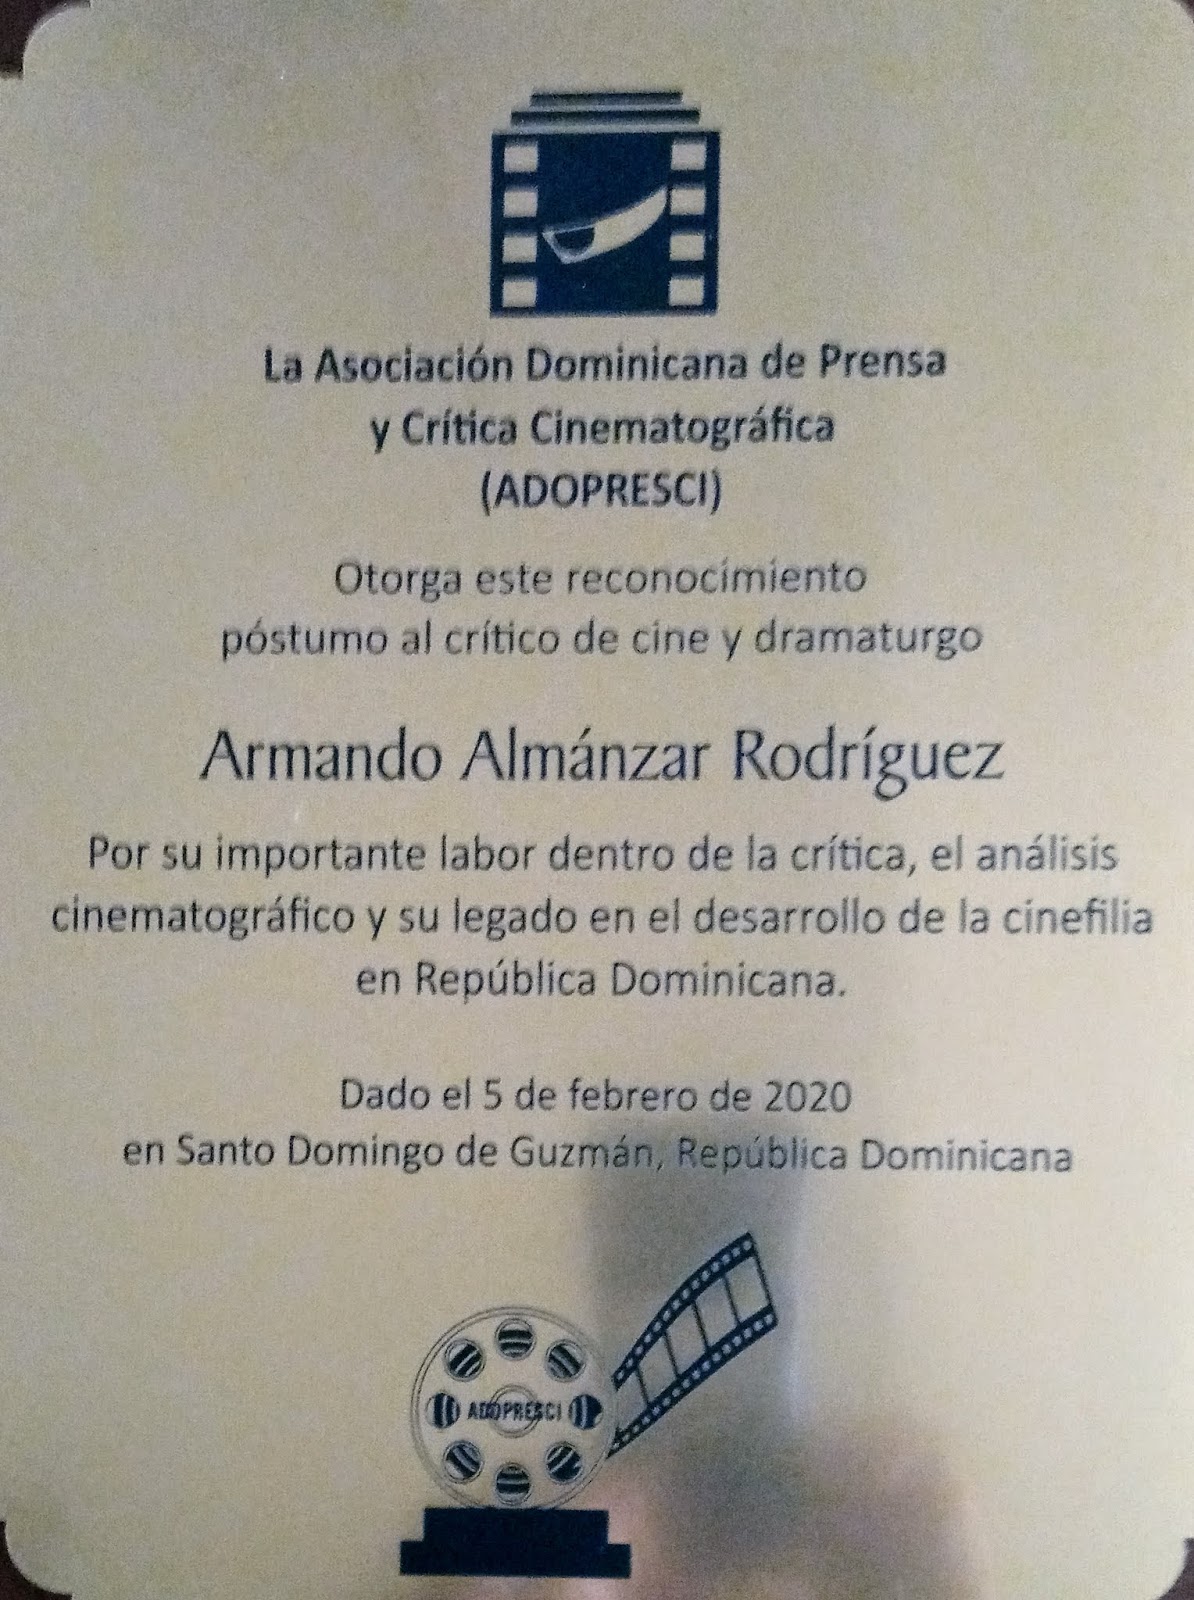 La Asociación Dominicana de Prensa
y Crítica Cinematográfica
(ADOPRESCI)
Otorga este reconocimiento
póstumo al crítico de cine y dramaturgo
Armando Almánzar Rodríguez
Por su importante labor dentro de la crítica, el análisis
cinematográfico y su legado en el desarrollo de la cinefilia
en República Dominicana.
Dado el 5 de febrero de 2020
en Santo Domingo de Guzmán, República Dominicana
ADOPRESCI